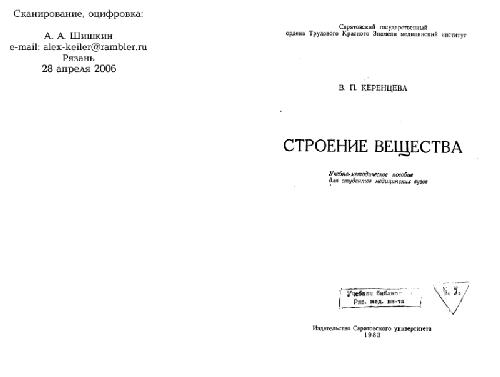 Сканирование, оцифровка:
А. А. Шишкин
e-mail: alex-keiler@rambler.ru
Рязань
28 апреля 2006
Саратовский государственный
ордена Трудового Красного Знамени медицинский институт
В. П. КЕРЕНЦЕВА
СТРОЕНИЕ ВЕЩЕСТВА
Учебно-методическое пособие
для студентов медицинских вузов
Учебная библио-
Ряз. мед. ин-та
Издательство Саратовского университета
1983